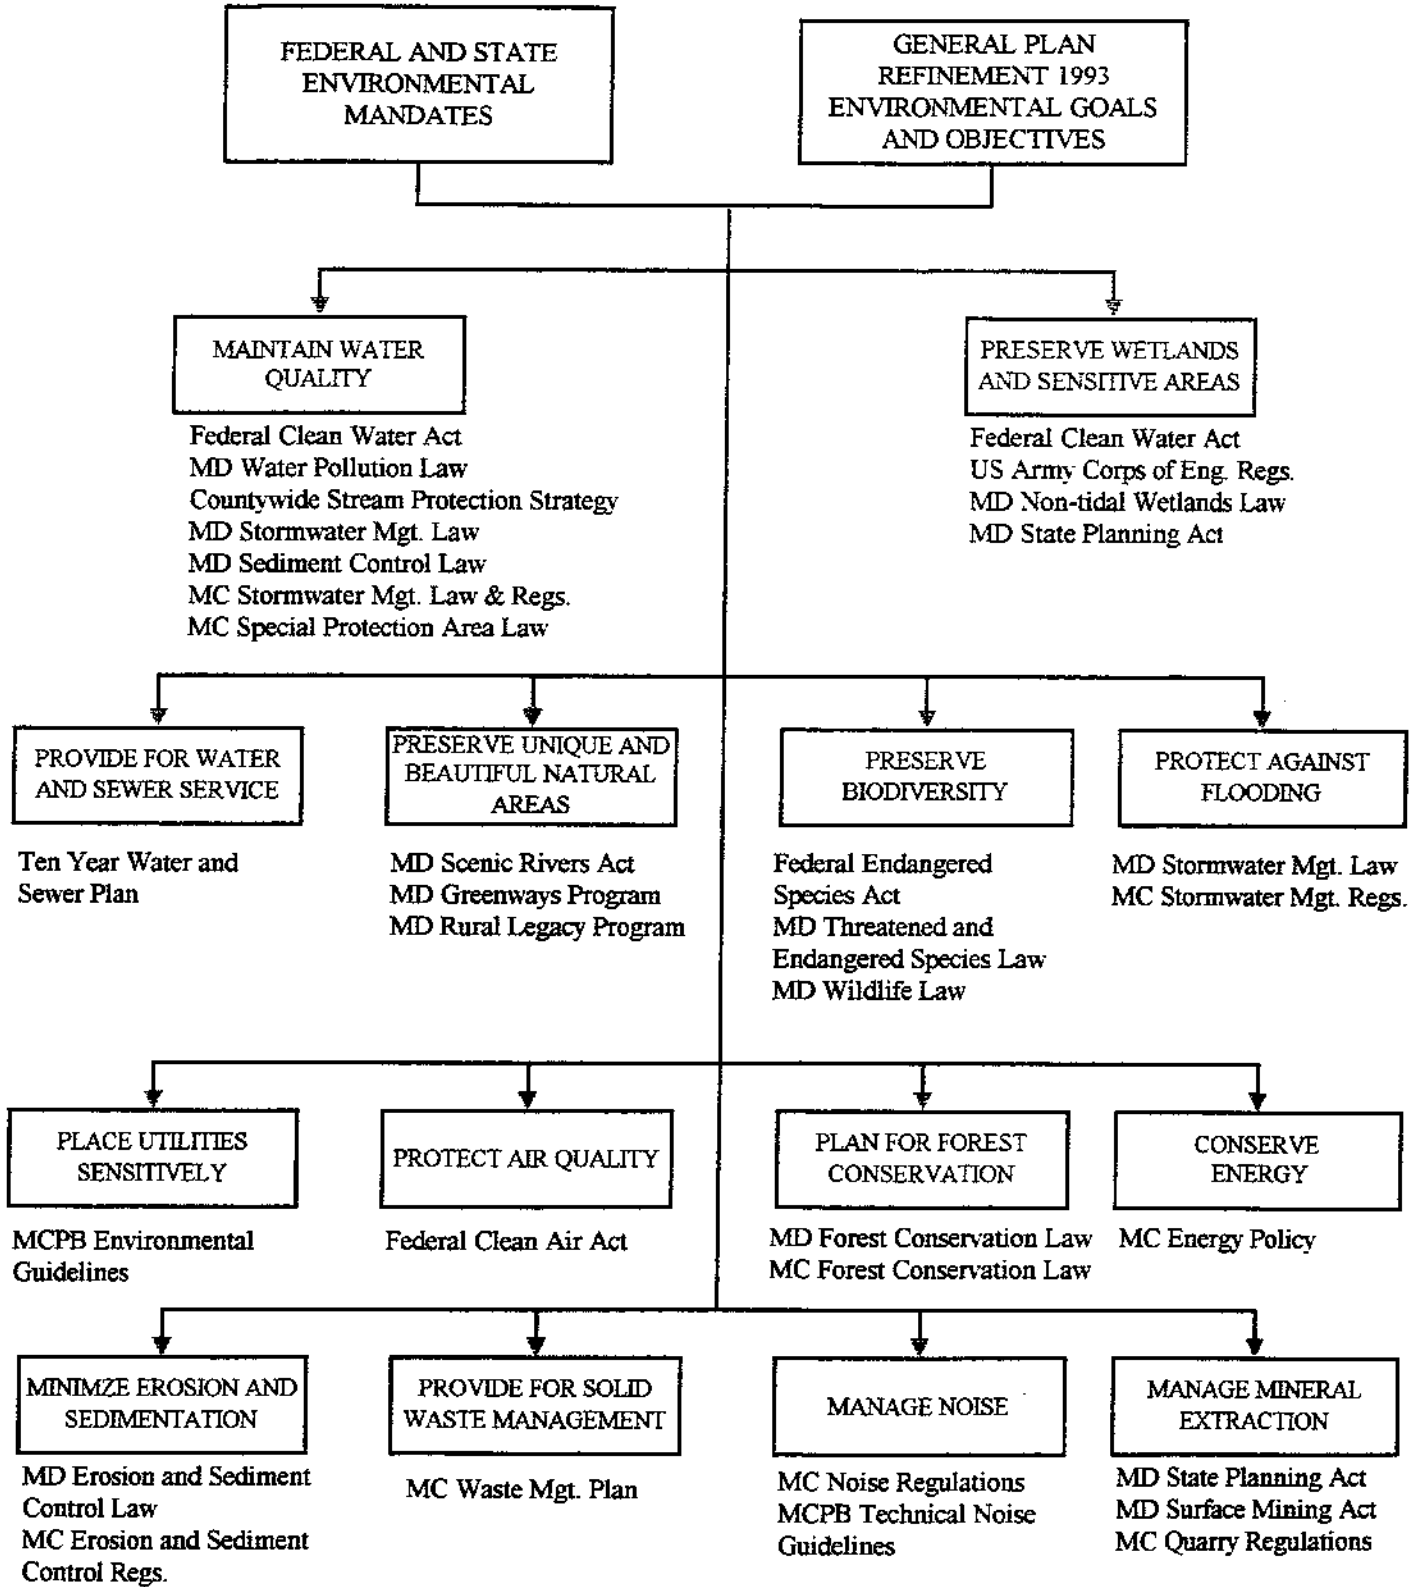 FEDERAL AND STATE
ENVIRONMENTAL
MANDATES
GENERAL PLAN
REFINEMENT 1993
ENVIRONMENTAL GOALS
AND OBJECTIVES
MAINTAIN WATER
QUALITY
Federal Clean Water Act
MD Water Pollution Law
Countywide Stream Protection Strategy
MD Stormwater Mgt. Law
MD Sediment Control Law
MC Stormwater Mgt. Law & Regs.
MC Special Protection Area Law
PRESERVE WETLANDS
AND SENSITIVE AREAS
Federal Clean Water Act
US Army Corps of Eng. Regs.
MD Non-tidal Wetlands Law
MD State Planning Act
PROVIDE FOR WATER
AND SEWER SERVICE
Ten Year Water and
Sewer Plan
PRESERVE UNIQUE AND
BEAUTIFUL NATURAL
AREAS
MD Scenic Rivers Act
MD Greenways Program
MD Rural Legacy Program
PRESERVE
BIODIVERSITY
Federal Endangered
Species Act
MD Threatened and
Endangered Species Law
MD Wildlife Law
PROTECT AGAINST
FLOODING
MD Stormwater Mgt. Law
MC Stormwater Mgt. Regs.
PLACE UTILITIES
SENSITIVELY
MCPB Environmental
Guidelines
PROTECT AIR QUALITY
Federal Clean Air Act
PLAN FOR FOREST
CONSERVATION
MD Forest Conservation Law
MC Forest Conservation Law
CONSERVE
ENERGY
MC Energy Policy
MINIMZE EROSION AND
SEDIMENTATION
MD Erosion and Sediment
Control Law
MC Erosion and Sediment
Control Regs.
PROVIDE FOR SOLID
WASTE MANAGEMENT
MC Waste Mgt. Plan
MANAGE NOISE
MC Noise Regulations
MCPB Technical Noise
Guidelines
MANAGE MINERAL
EXTRACTION
MD State Planning Act
MD Surface Mining Act
MC Quarry Regulations